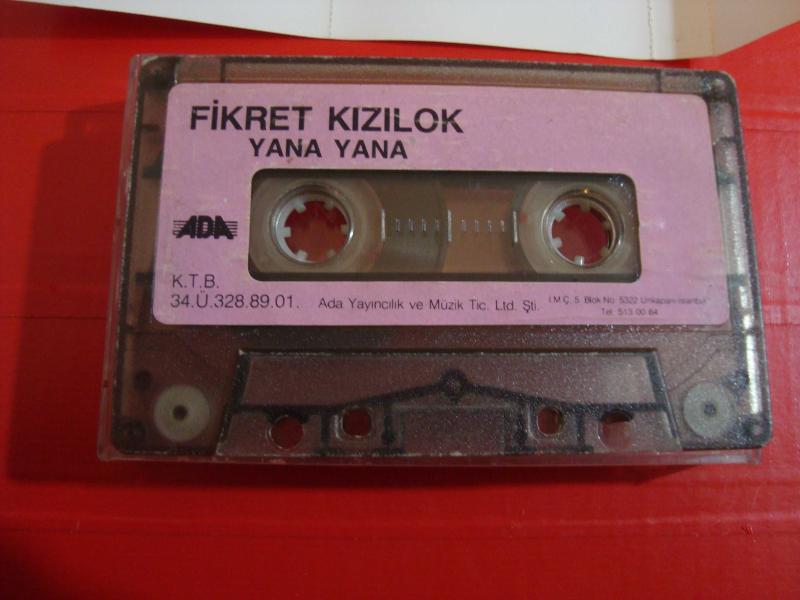 FİKRET KIZILOK
YANA YANA
ADA
K.T.B.
34.Ü.328.89.01. Ada Yayıncılık ve Müzik Tic. Ltd. Şti.
İ.M.Ç. 5. Blok No: 5322 Unkapanı-İstanbul
Tel: 513 00 64